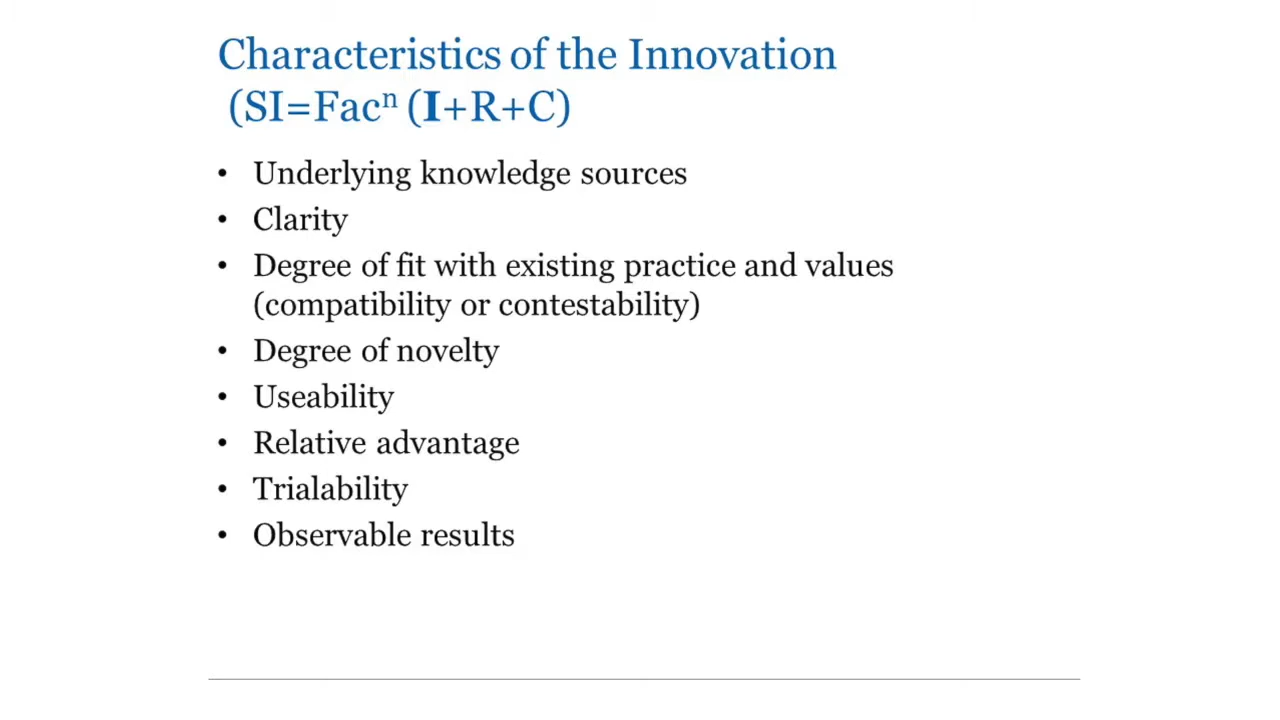 Characteristics of the Innovation
(SI=Facⁿ (I+R+C)
• Underlying knowledge sources
• Clarity
• Degree of fit with existing practice and values
(compatibility or contestability)
• Degree of novelty
• Useability
• Relative advantage
• Trialability
• Observable results